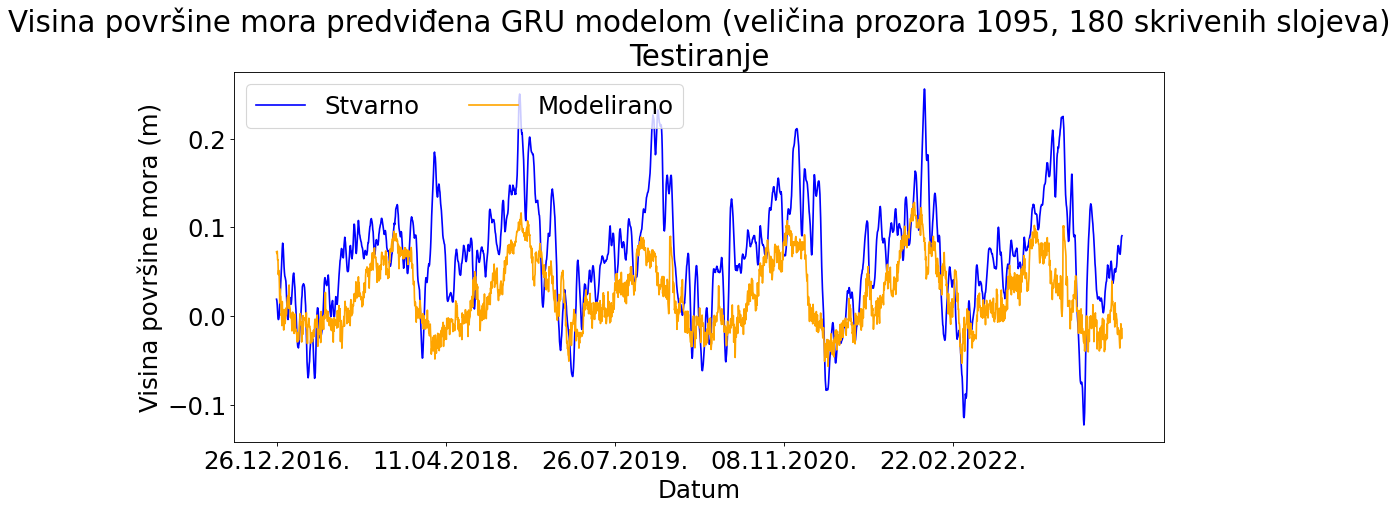 Visina površine mora predviđena GRU modelom (veličina prozora 1095, 180 skrivenih slojeva)
Testiranje
Stvarno
Modelirano
Visina površine mora (m)
0.2
0.1
0.0
−0.1
26.12.2016.
11.04.2018.
26.07.2019.
08.11.2020.
22.02.2022.
Datum